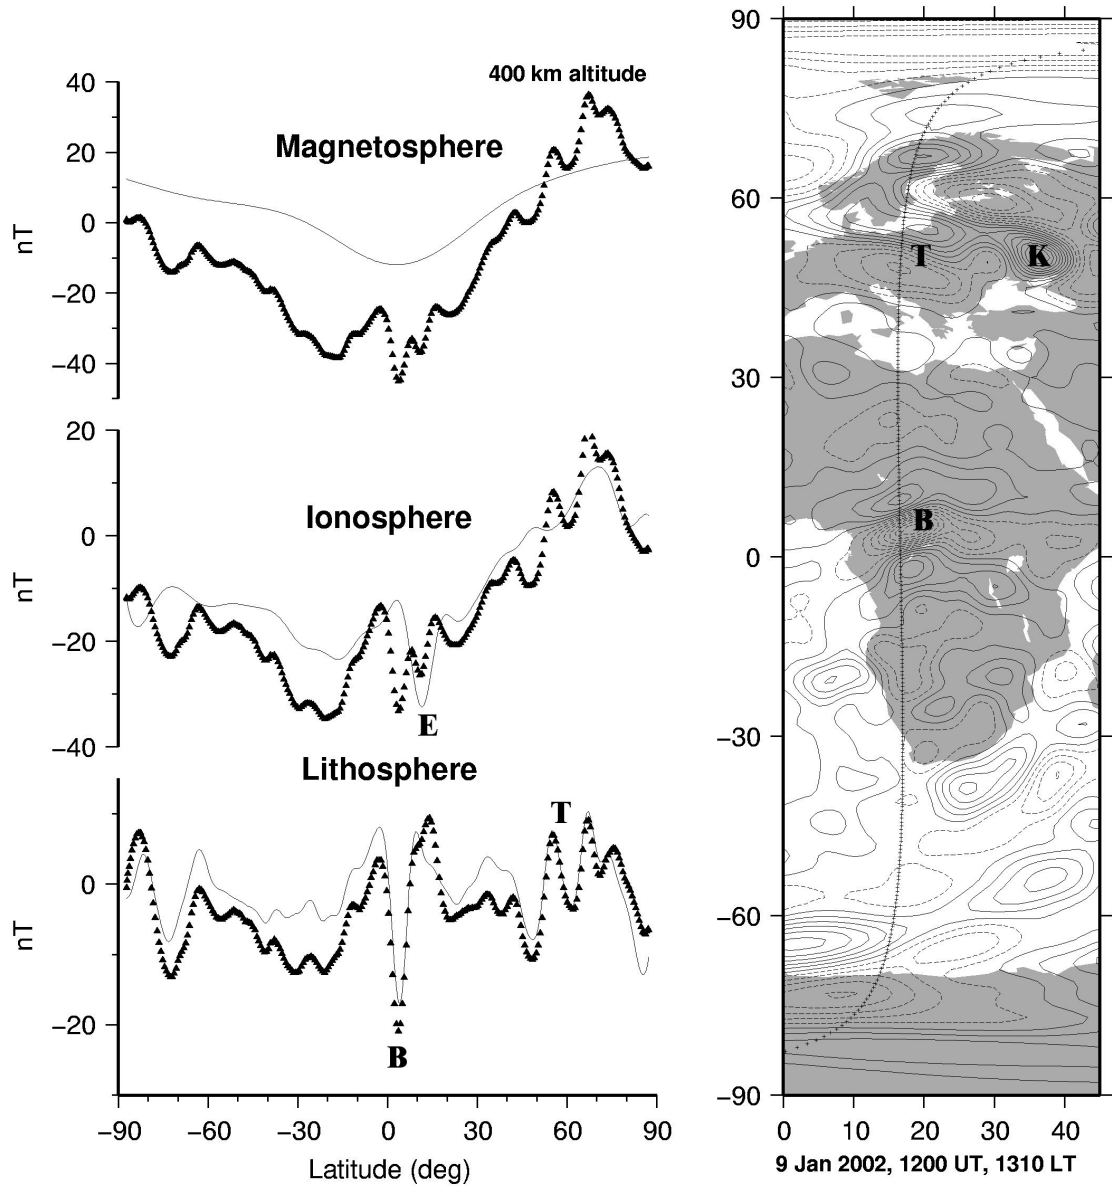 400 km altitude
Magnetosphere
nT
40
20
0
−20
−40
Ionosphere
nT
20
0
−20
−40
E
Lithosphere
nT
0
−20
T
B
−90
−60
−30
0
30
60
90
Latitude (deg)
90
60
30
0
−30
−60
−90
T
K
B
0
10
20
30
40
9 Jan 2002, 1200 UT, 1310 LT